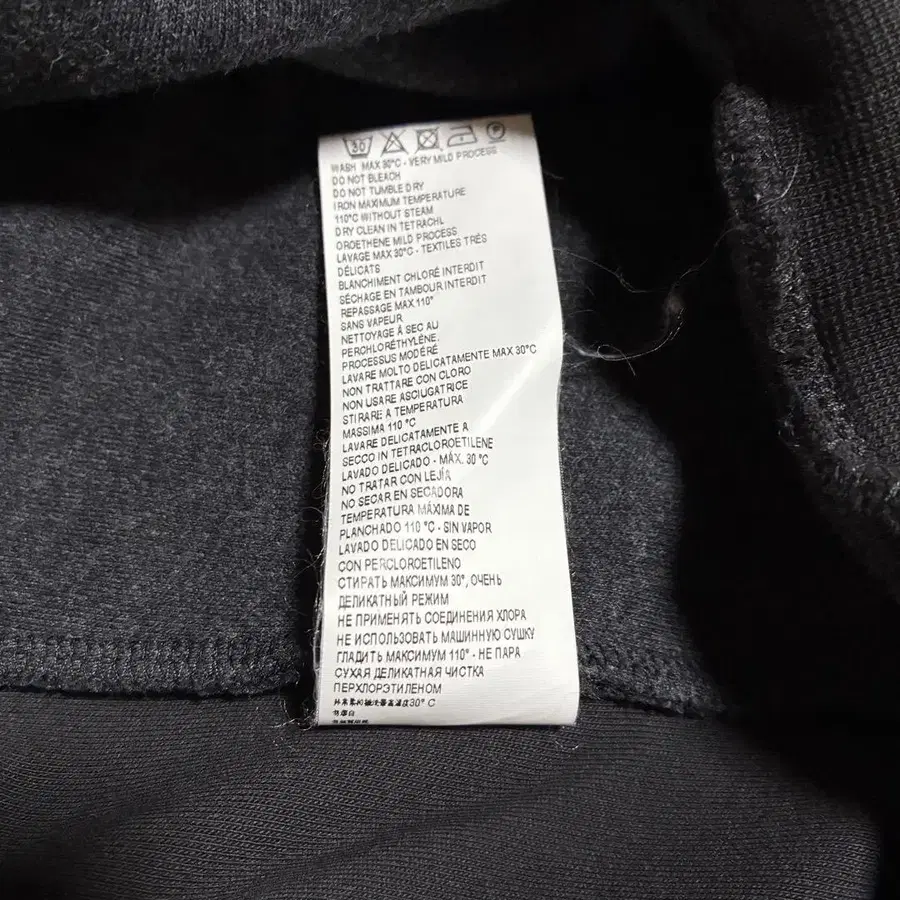 30 P
WASH MAX 30°C - VERY MILD PROCESS
DO NOT BLEACH
DO NOT TUMBLE DRY
IRON MAXIMUM TEMPERATURE
110°C WITHOUT STEAM
DRY CLEAN IN TETRACHL
OROETHENE MILD PROCESS
LAVAGE MAX 30°C - TEXTILES TRÉS
DÉLICATS
BLANCHIMENT CHLORÉ INTERDIT
SÉCHAGE EN TAMBOUR INTERDIT
REPASSAGE MAX 110°
SANS VAPEUR
NETTOYAGE À SEC AU
PERCHLORÉTHYLÈNE.
PROCESSUS MODÉRÉ
LAVARE MOLTO DELICATAMENTE MAX 30°C
NON TRATTARE CON CLORO
NON USARE ASCIUGATRICE
STIRARE A TEMPERATURA
MASSIMA 110 °C
LAVARE DELICATAMENTE A
SECCO IN TETRACLOROETILENE
LAVADO DELICADO - MÁX. 30 °C
NO TRATAR CON LEJÍA
NO SECAR EN SECADORA
TEMPERATURA MÁXIMA DE
PLANCHADO 110 °C - SIN VAPOR
LAVADO DELICADO EN SECO
CON PERCLOROETILENO
СТИРАТЬ МАКСИМУМ 30°, ОЧЕНЬ
ДЕЛИКАТНЫЙ РЕЖИМ
НЕ ПРИМЕНЯТЬ СОЕДИНЕНИЯ ХЛОРА
НЕ ИСПОЛЬЗОВАТЬ МАШИННУЮ СУШКУ
ГЛАДИТЬ МАКСИМУМ 110° - НЕ ПАРА
СУХАЯ ДЕЛИКАТНАЯ ЧИСТКА
ПЕРХЛОРЭТИЛЕНОМ
30° C